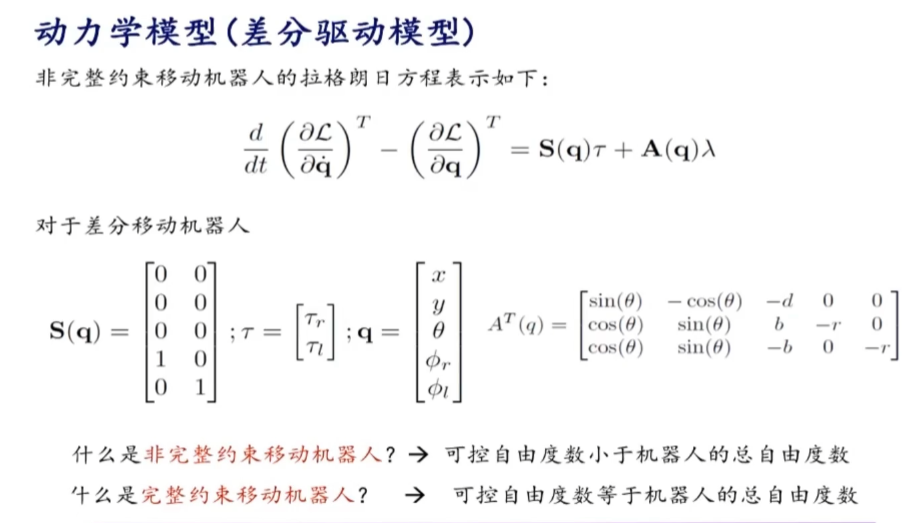 动力学模型(差分驱动模型)
非完整约束移动机器人的拉格朗日方程表示如下:
$$\frac{d}{dt}\left(\frac{\partial \mathcal{L}}{\partial \dot{\mathbf{q}}}\right)^T - \left(\frac{\partial \mathcal{L}}{\partial \mathbf{q}}\right)^T = \mathbf{S}(\mathbf{q})\tau + \mathbf{A}(\mathbf{q})\lambda$$
对于差分移动机器人
$$\mathbf{S}(\mathbf{q}) = \begin{bmatrix} 0 & 0 \\ 0 & 0 \\ 0 & 0 \\ 1 & 0 \\ 0 & 1 \end{bmatrix}; \tau = \begin{bmatrix} \tau_r \\ \tau_l \end{bmatrix}; \mathbf{q} = \begin{bmatrix} x \\ y \\ \theta \\ \phi_r \\ \phi_l \end{bmatrix} A^T(q) = \begin{bmatrix} \sin(\theta) & -\cos(\theta) & -d & 0 & 0 \\ \cos(\theta) & \sin(\theta) & b & -r & 0 \\ \cos(\theta) & \sin(\theta) & -b & 0 & -r \end{bmatrix}$$
什么是非完整约束移动机器人? → 可控自由度数小于机器人的总自由度数
什么是完整约束移动机器人? → 可控自由度数等于机器人的总自由度数